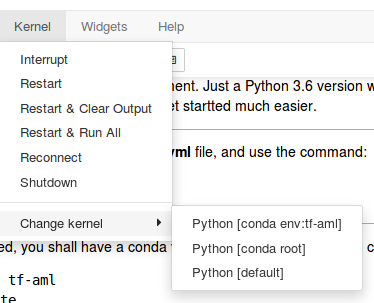 Kernel Widgets Help
Interrupt
Restart
Restart & Clear Output
Restart & Run All
Reconnect
Shutdown
Change kernel
Python [conda env:tf-aml]
Python [conda root]
Python [default]
ment. Just a Python 3.6 version w
et startted much easier.
yml file, and use the command:
ed, you shall have a conda
tf-aml
te